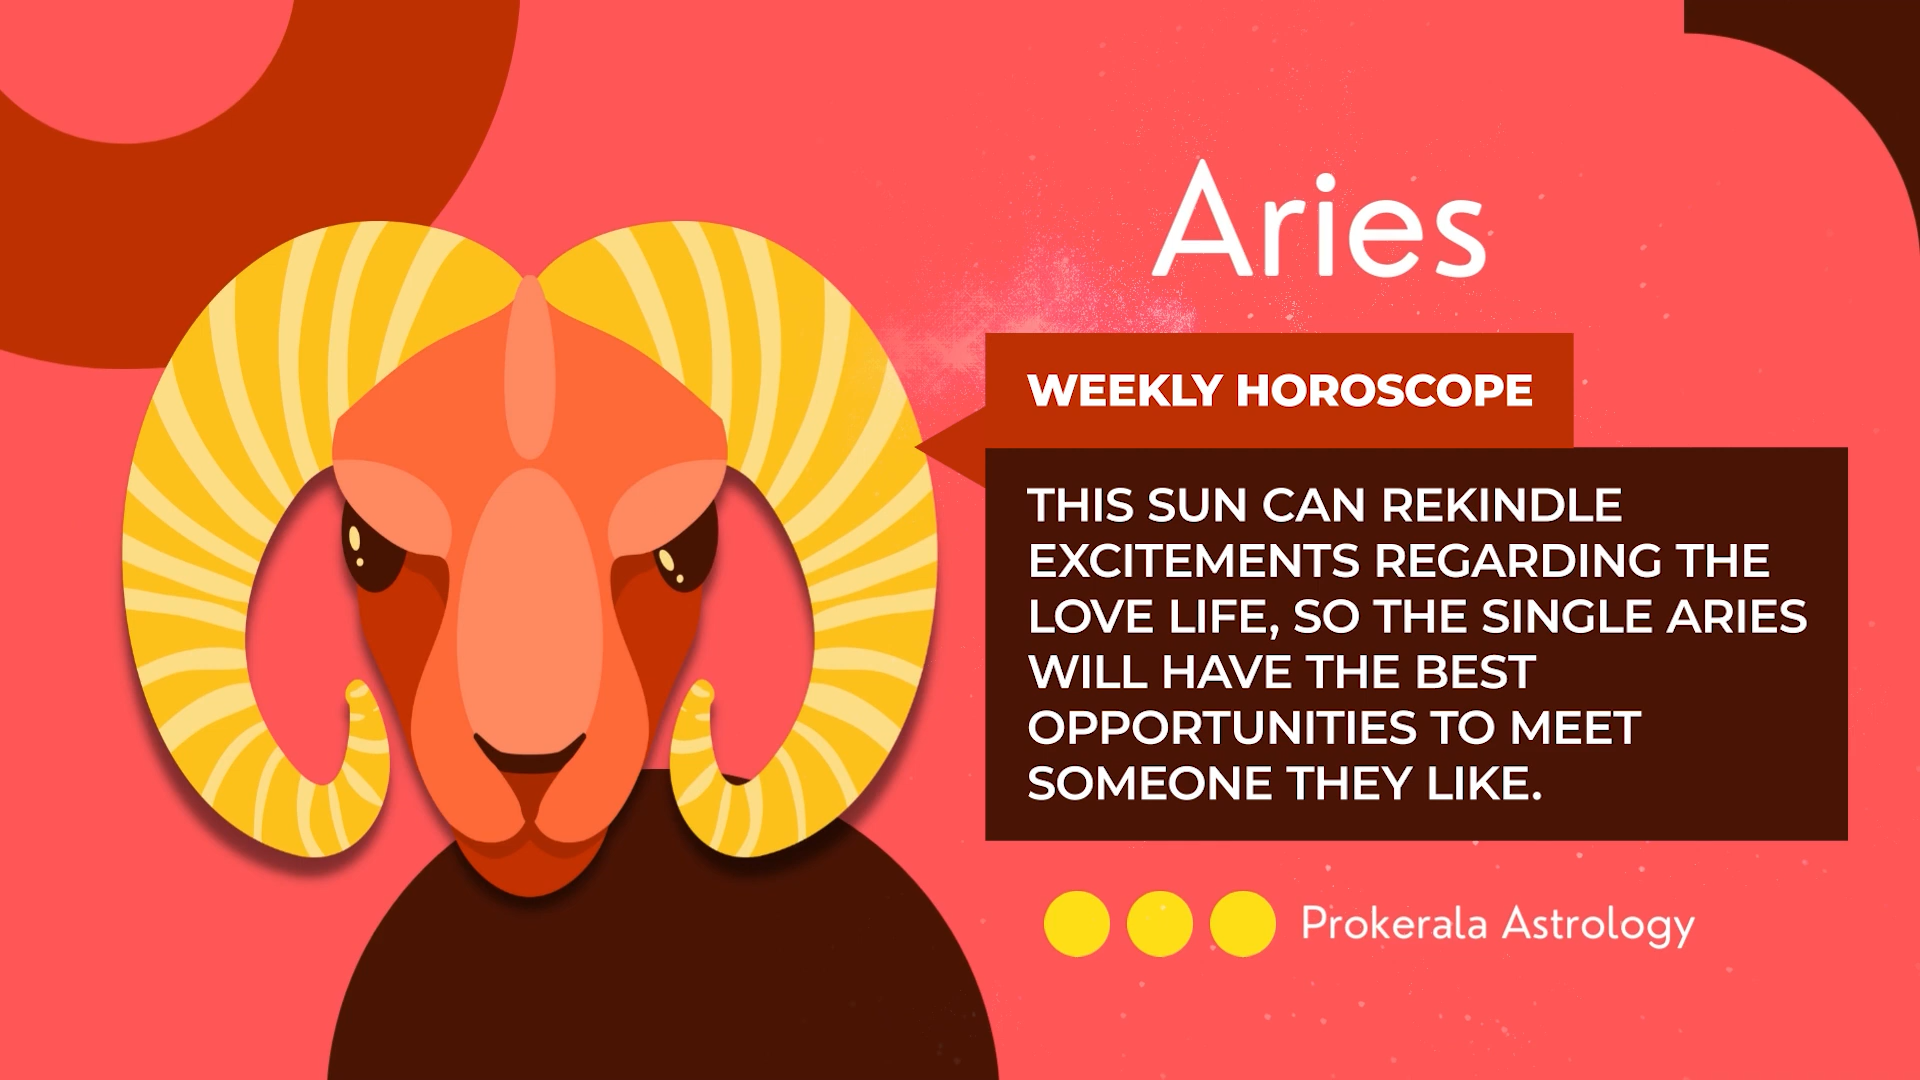 Aries
WEEKLY HOROSCOPE
THIS SUN CAN REKINDLE
EXCITEMENTS REGARDING THE
LOVE LIFE, SO THE SINGLE ARIES
WILL HAVE THE BEST
OPPORTUNITIES TO MEET
SOMEONE THEY LIKE.
Prokerala Astrology